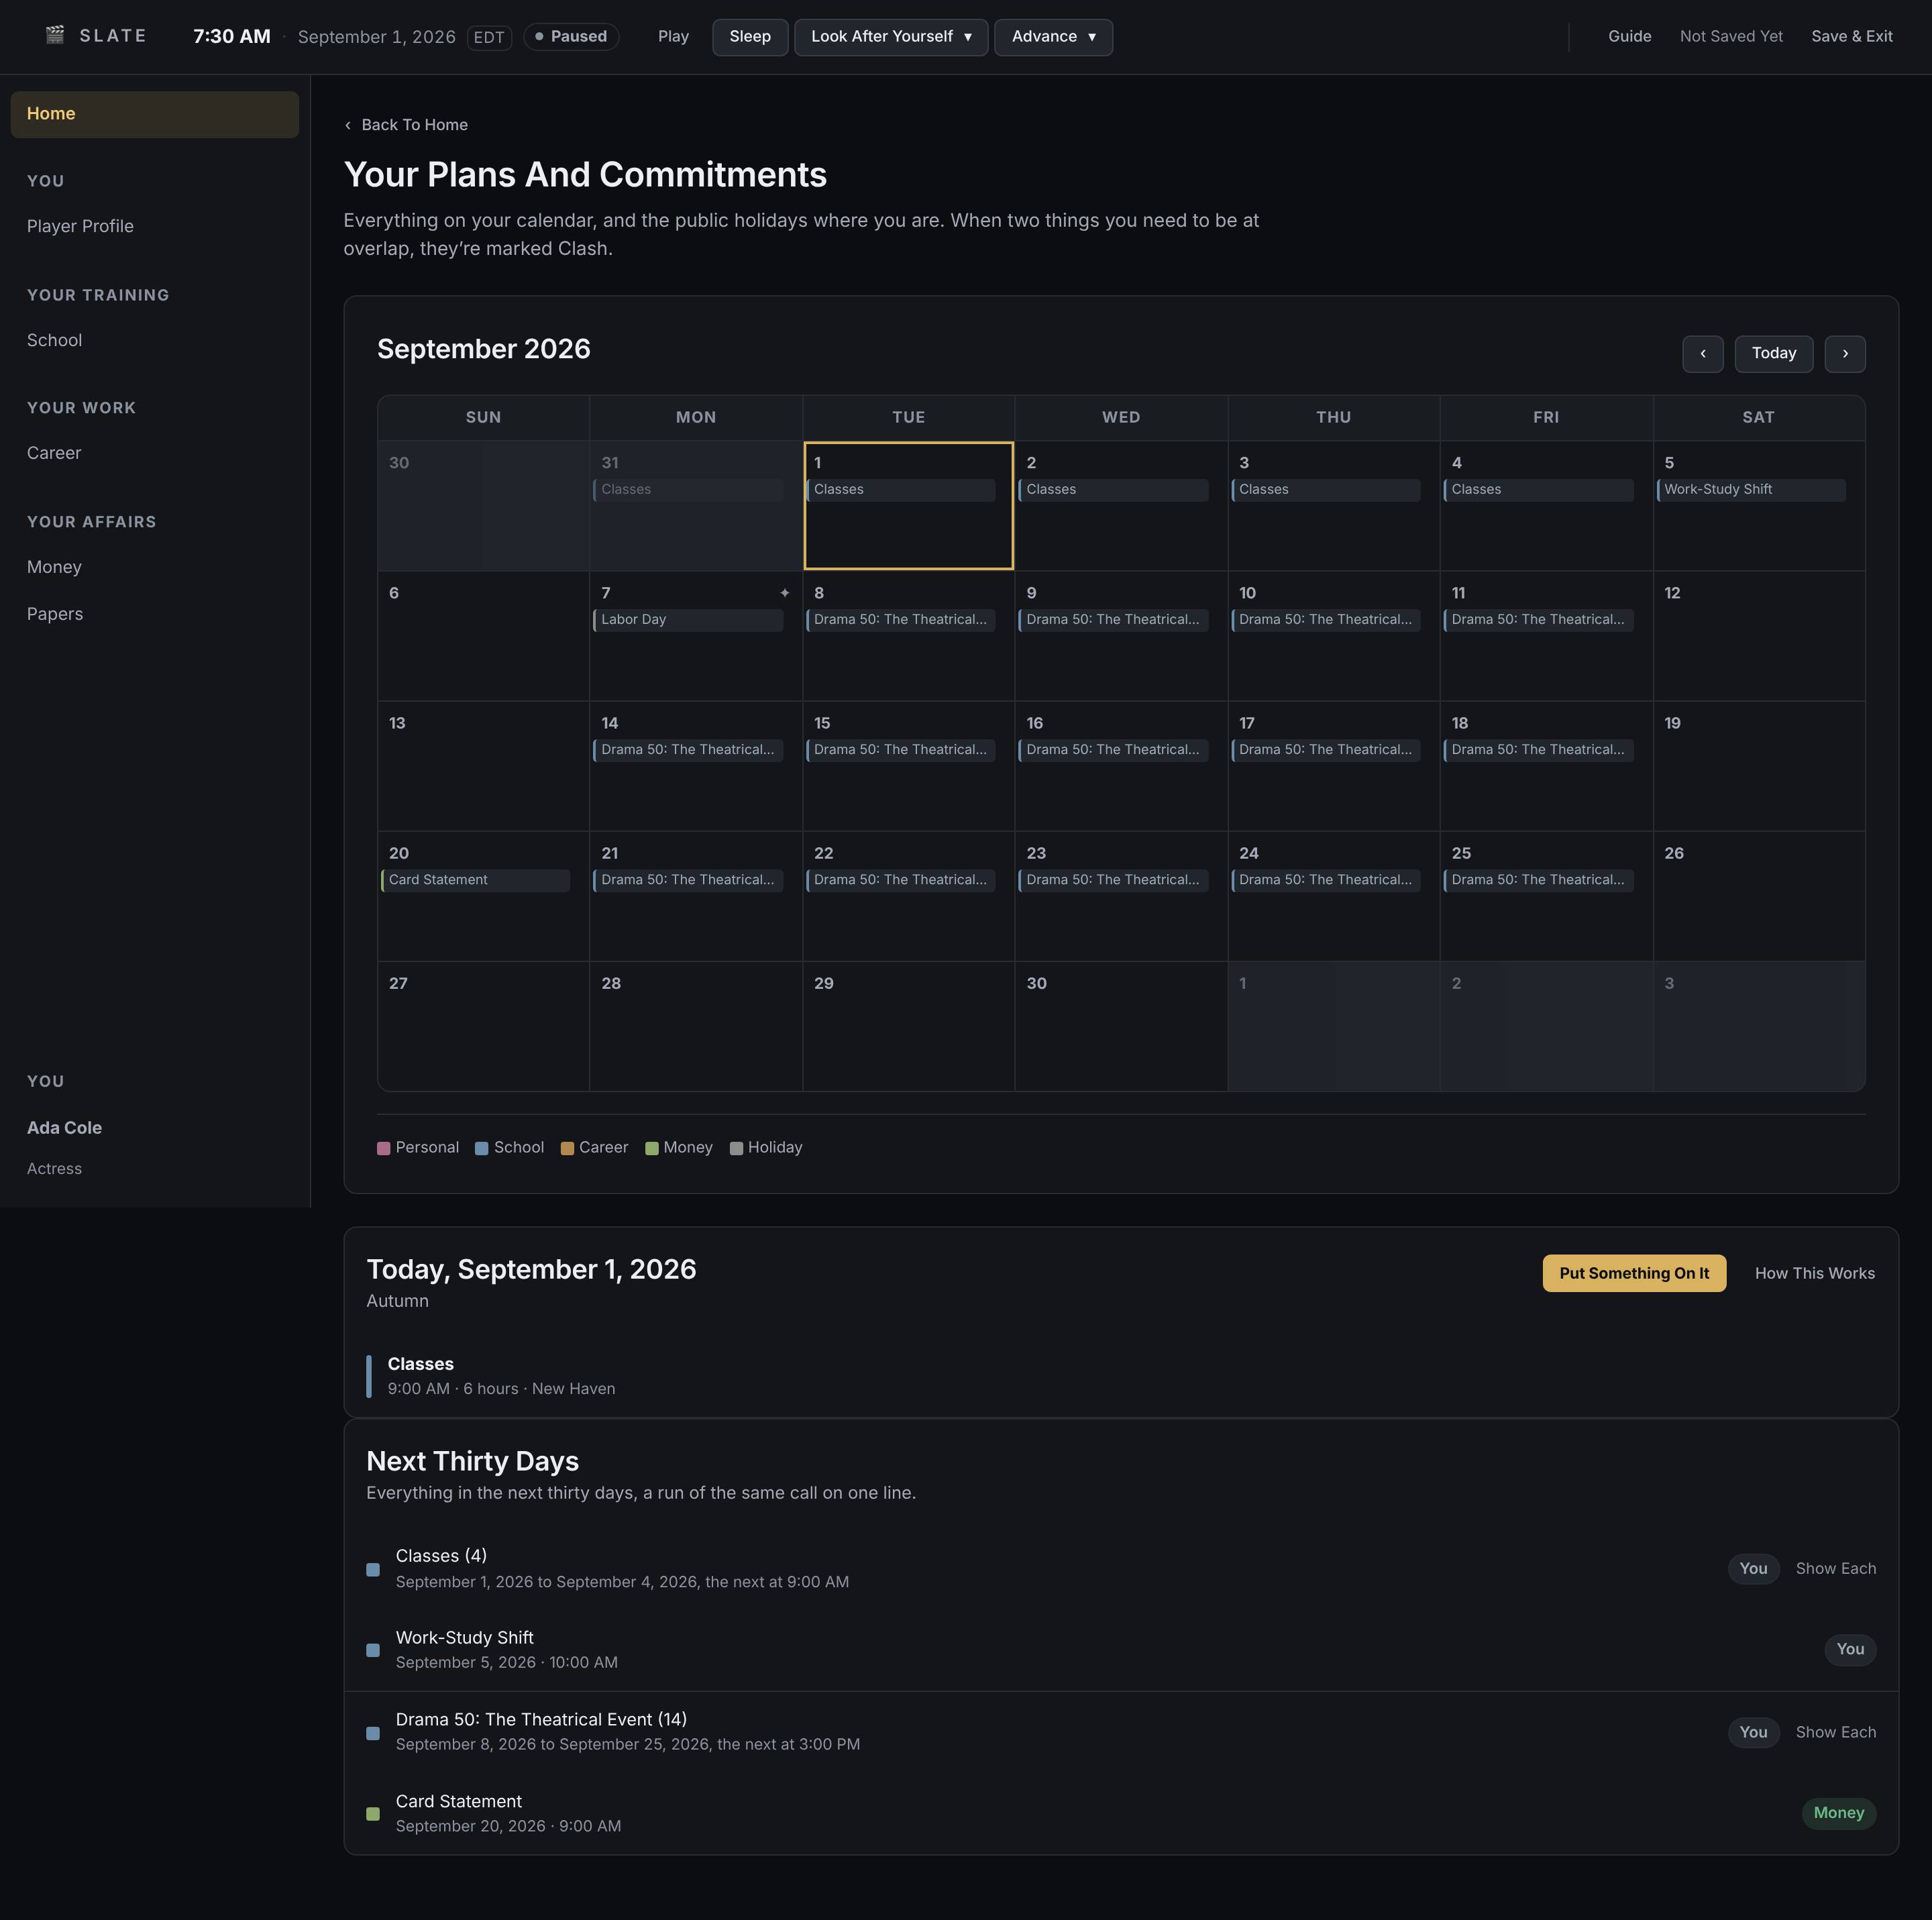 SLATE
7:30 AM · September 1, 2026 EDT Paused Play Sleep Look After Yourself ▾ Advance ▾ Guide Not Saved Yet Save & Exit
Home
YOU
Player Profile
YOUR TRAINING
School
YOUR WORK
Career
YOUR AFFAIRS
Money
Papers
YOU
Ada Cole
Actress
‹ Back To Home
Your Plans And Commitments
Everything on your calendar, and the public holidays where you are. When two things you need to be at
overlap, they’re marked Clash.
September 2026
‹ Today ›
SUN MON TUE WED THU FRI SAT
30 31 1 2 3 4 5
Classes Classes Classes Classes Classes Work-Study Shift
6 7 ✦ 8 9 10 11 12
Labor Day Drama 50: The Theatrical... Drama 50: The Theatrical... Drama 50: The Theatrical... Drama 50: The Theatrical...
13 14 15 16 17 18 19
Drama 50: The Theatrical... Drama 50: The Theatrical... Drama 50: The Theatrical... Drama 50: The Theatrical... Drama 50: The Theatrical...
20 21 22 23 24 25 26
Card Statement Drama 50: The Theatrical... Drama 50: The Theatrical... Drama 50: The Theatrical... Drama 50: The Theatrical... Drama 50: The Theatrical...
27 28 29 30 1 2 3
Personal School Career Money Holiday
Today, September 1, 2026
Autumn
Put Something On It How This Works
Classes
9:00 AM · 6 hours · New Haven
Next Thirty Days
Everything in the next thirty days, a run of the same call on one line.
Classes (4)
September 1, 2026 to September 4, 2026, the next at 9:00 AM
You Show Each
Work-Study Shift
September 5, 2026 · 10:00 AM
You
Drama 50: The Theatrical Event (14)
September 8, 2026 to September 25, 2026, the next at 3:00 PM
You Show Each
Card Statement
September 20, 2026 · 9:00 AM
Money